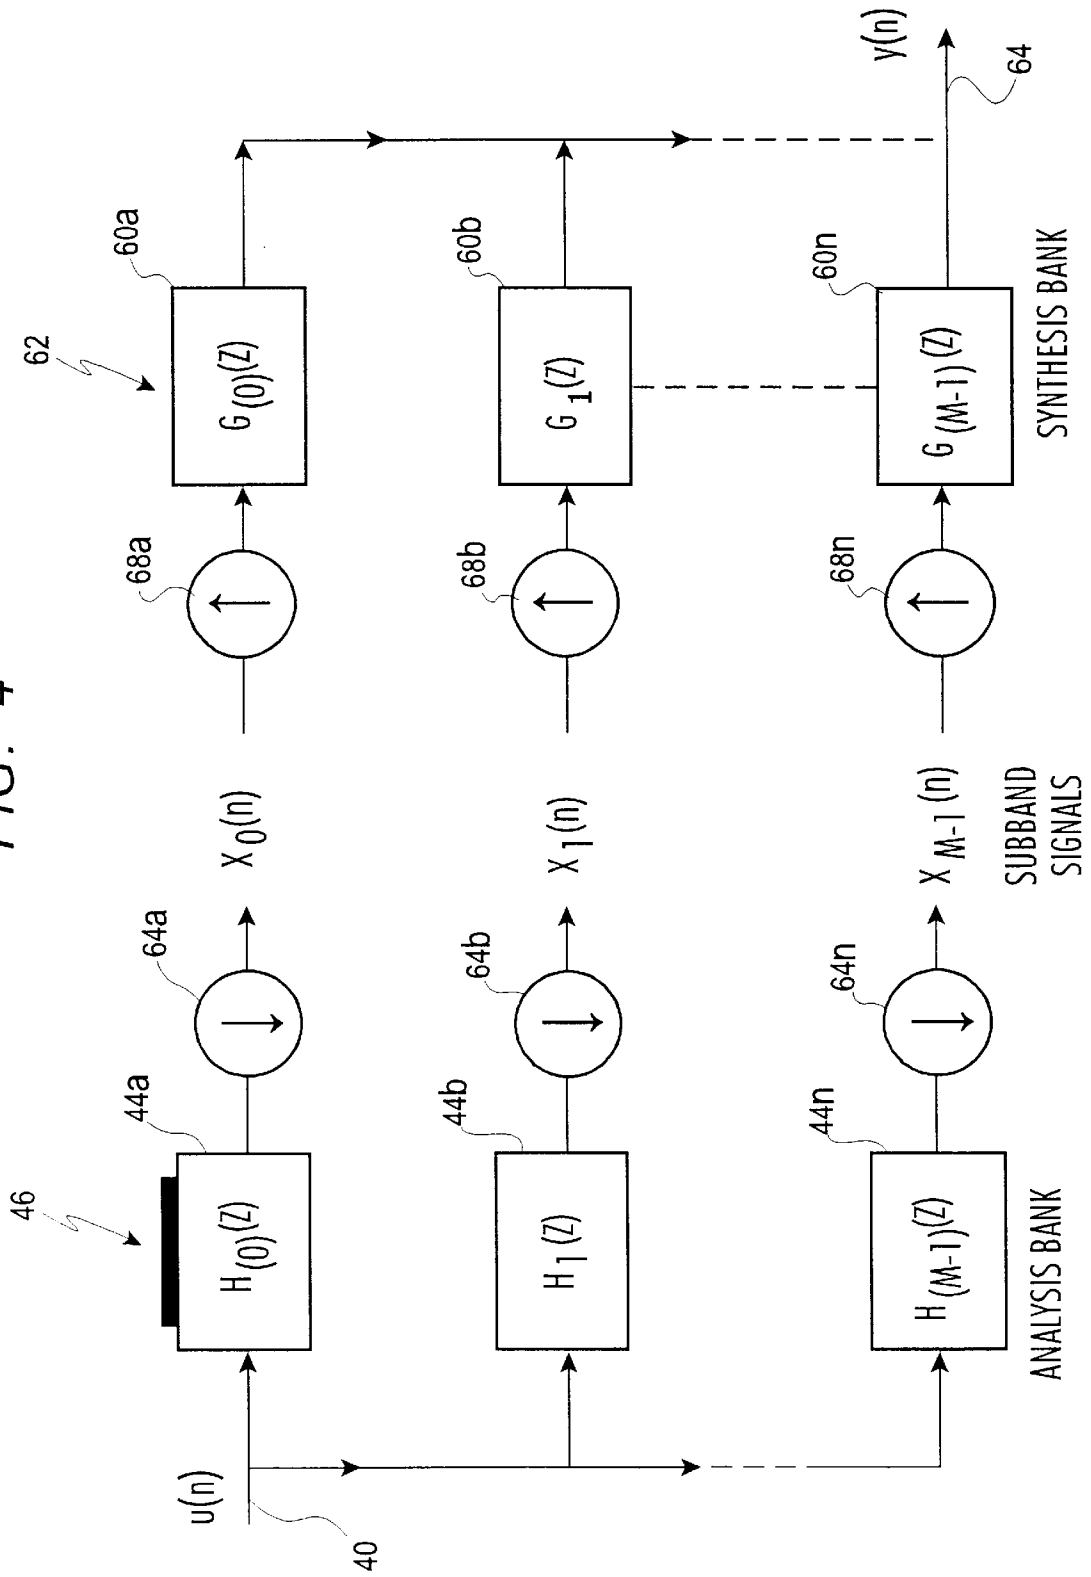 FIG. 4
46
62
44a
64a
68a
60a
u(n)
H(0)(Z)
X0(n)
G(0)(Z)
40
44b
64b
68b
60b
H1(Z)
X1(n)
G1(Z)
44n
64n
68n
60n
y(n)
H(M-1)(Z)
XM-1(n)
G(M-1)(Z)
64
ANALYSIS BANK
SUBBAND
SIGNALS
SYNTHESIS BANK